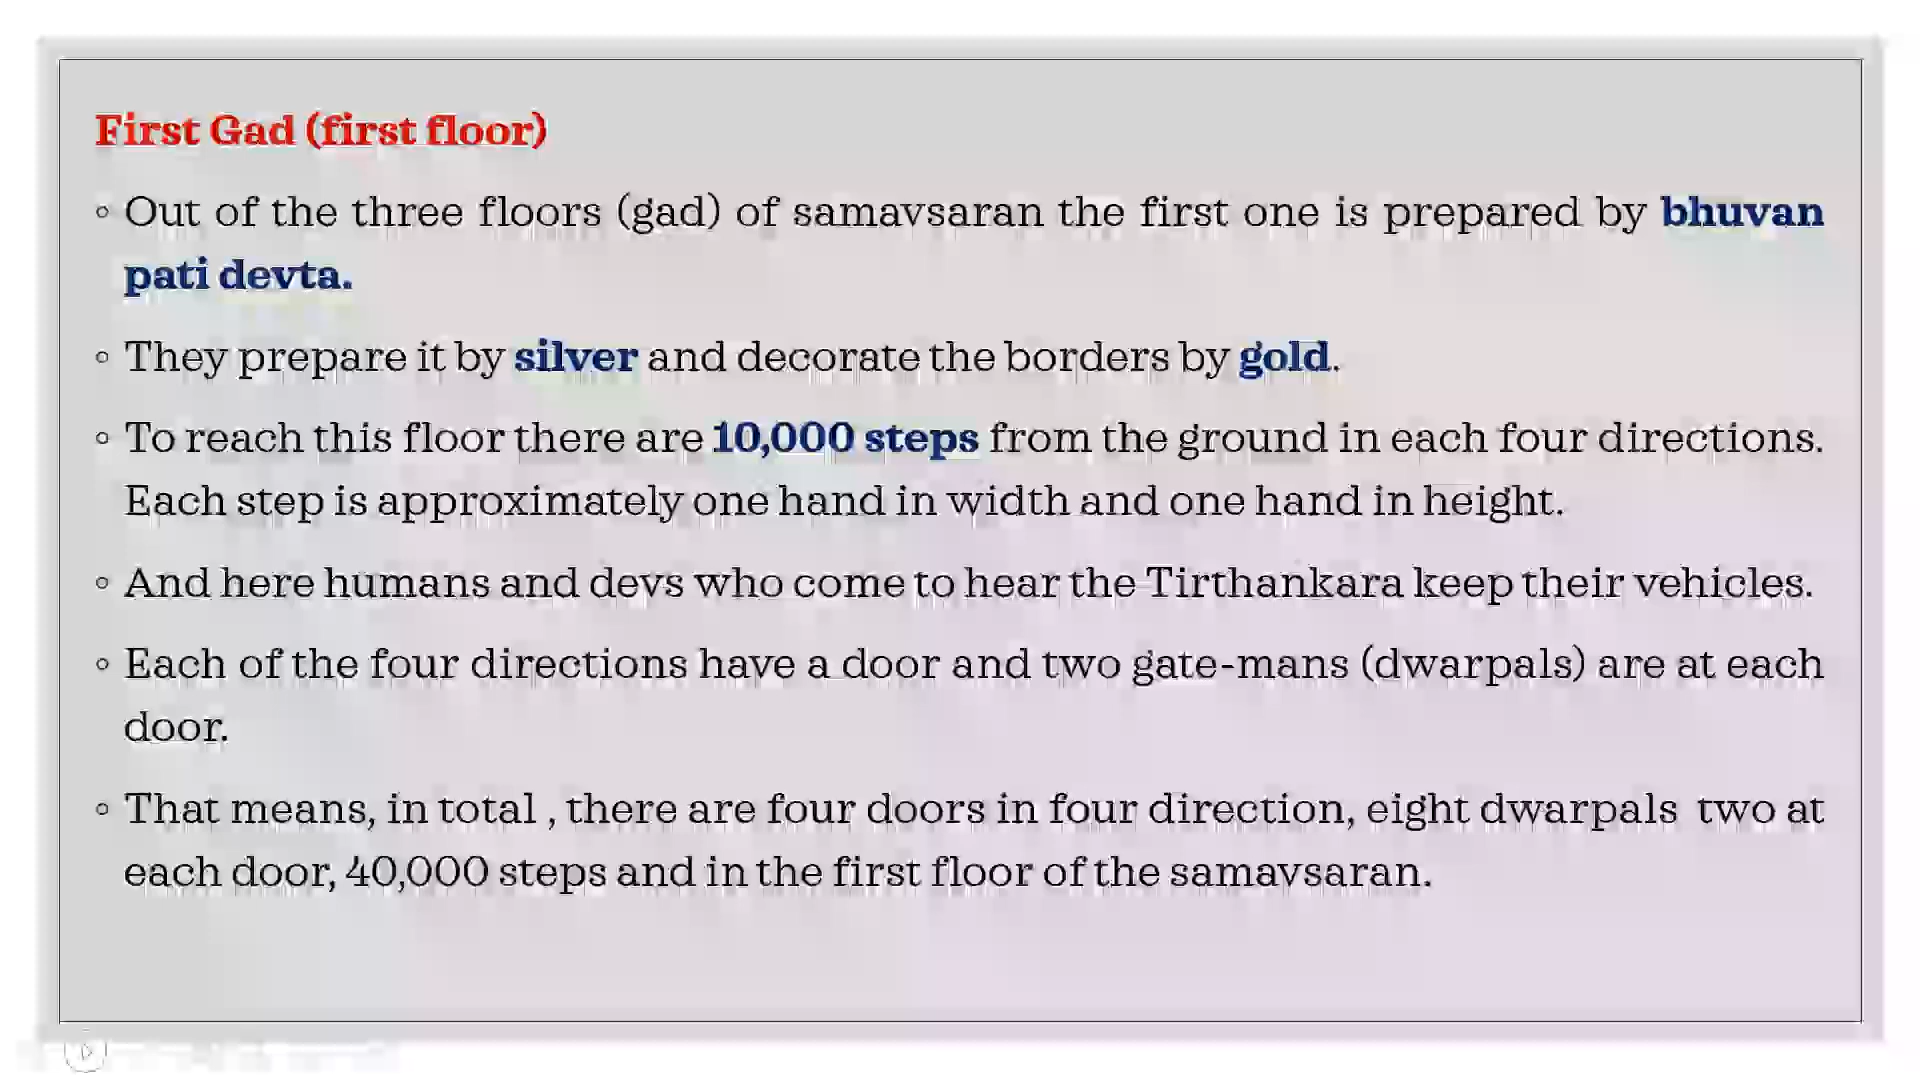 First Gad (first floor)
◦ Out of the three floors (gad) of samavsaran the first one is prepared by bhuvan
pati devta.
◦ They prepare it by silver and decorate the borders by gold.
◦ To reach this floor there are 10,000 steps from the ground in each four directions.
Each step is approximately one hand in width and one hand in height.
◦ And here humans and devs who come to hear the Tirthankara keep their vehicles.
◦ Each of the four directions have a door and two gate-mans (dwarpals) are at each
door.
◦ That means, in total , there are four doors in four direction, eight dwarpals two at
each door, 40,000 steps and in the first floor of the samavsaran.